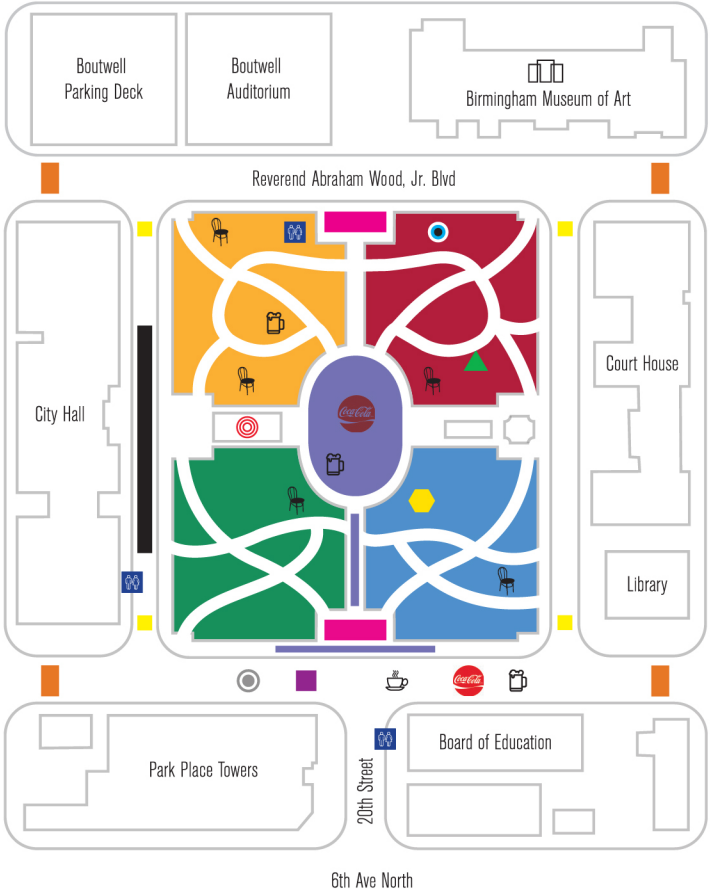 Boutwell
Parking Deck
Boutwell
Auditorium
Birmingham Museum of Art
Reverend Abraham Wood, Jr. Blvd
City Hall
Court House
Coca-Cola
Library
Coca-Cola
Park Place Towers
20th Street
Board of Education
6th Ave North